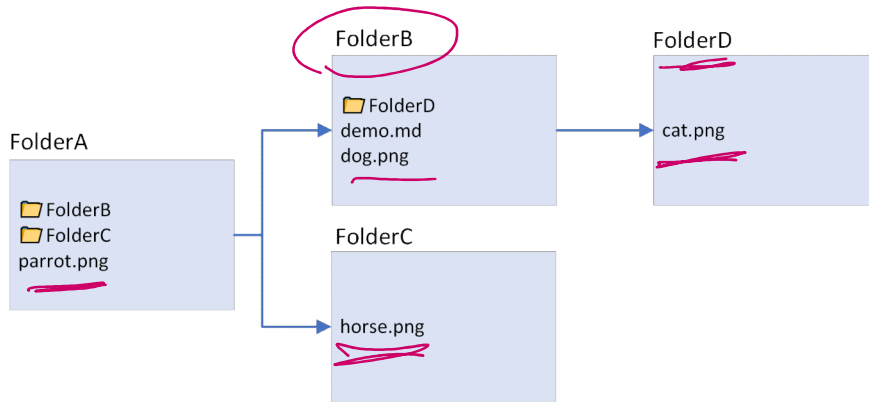 FolderA
FolderB
FolderC
parrot.png
FolderB
FolderD
demo.md
dog.png
FolderC
horse.png
FolderD
cat.png